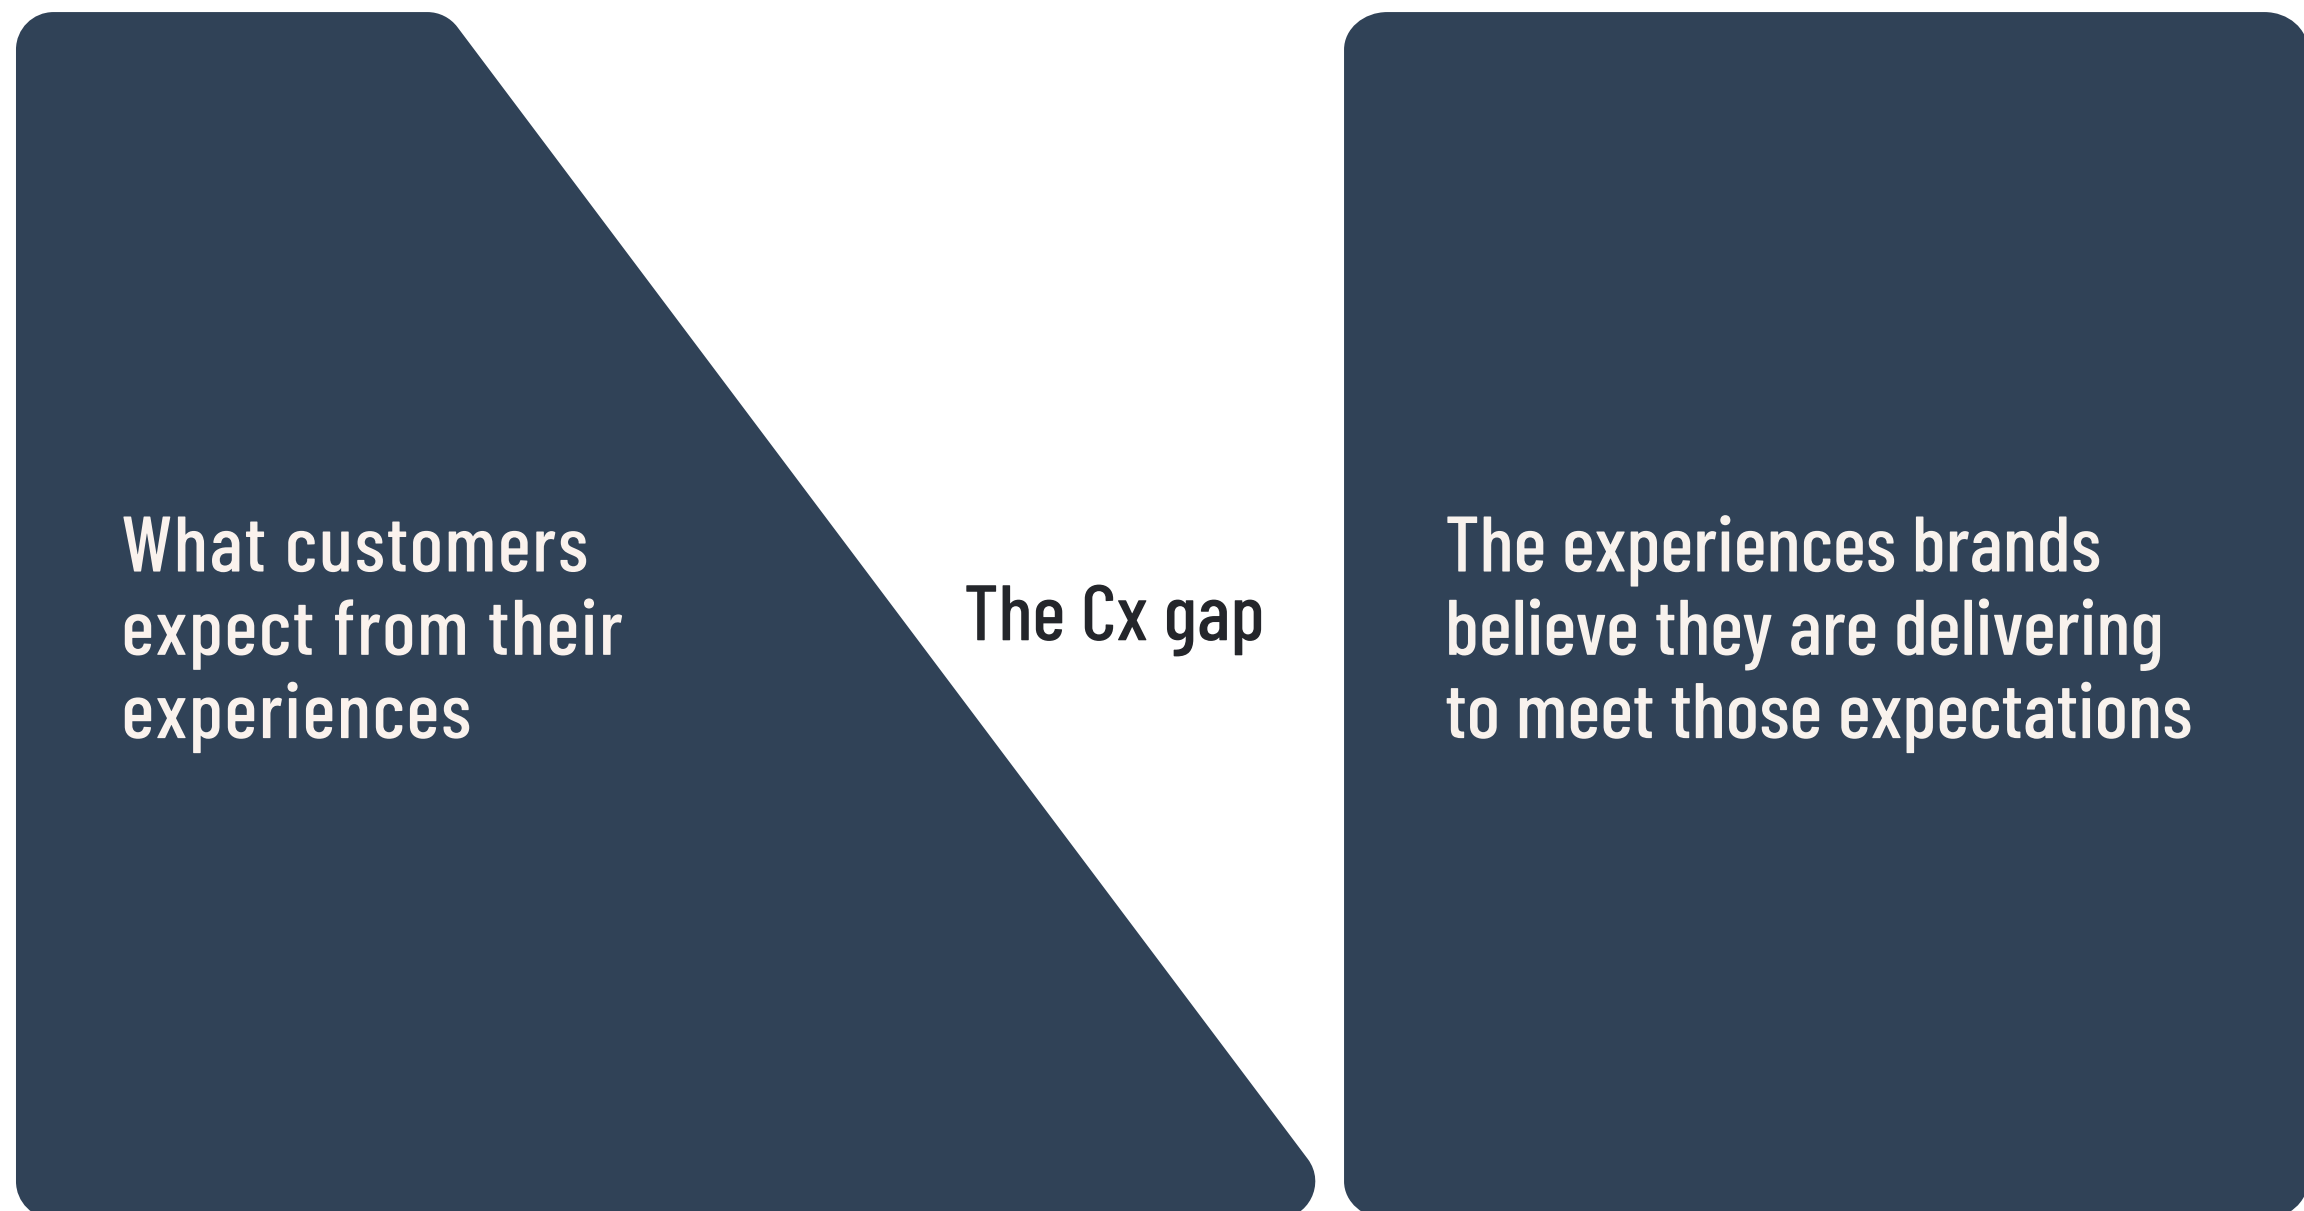 What customers
expect from their
experiences
The Cx gap
The experiences brands
believe they are delivering
to meet those expectations